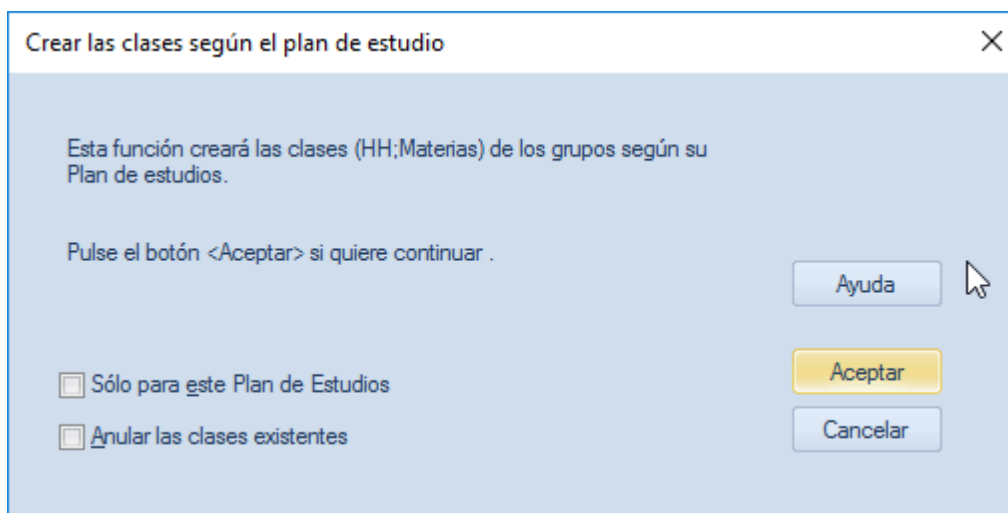 Crear las clases según el plan de estudio
Esta función creará las clases (HH;Materias) de los grupos según su
Plan de estudios.
Pulse el botón <Aceptar> si quiere continuar .
Ayuda
Sólo para este Plan de Estudios
Aceptar
Anular las clases existentes
Cancelar